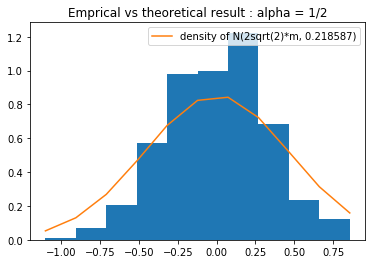 Emprical vs theoretical result : alpha = 1/2
density of N(2sqrt(2)*m, 0.218587)
1.2
1.0
0.8
0.6
0.4
0.2
0.0
−1.00 −0.75 −0.50 −0.25 0.00 0.25 0.50 0.75